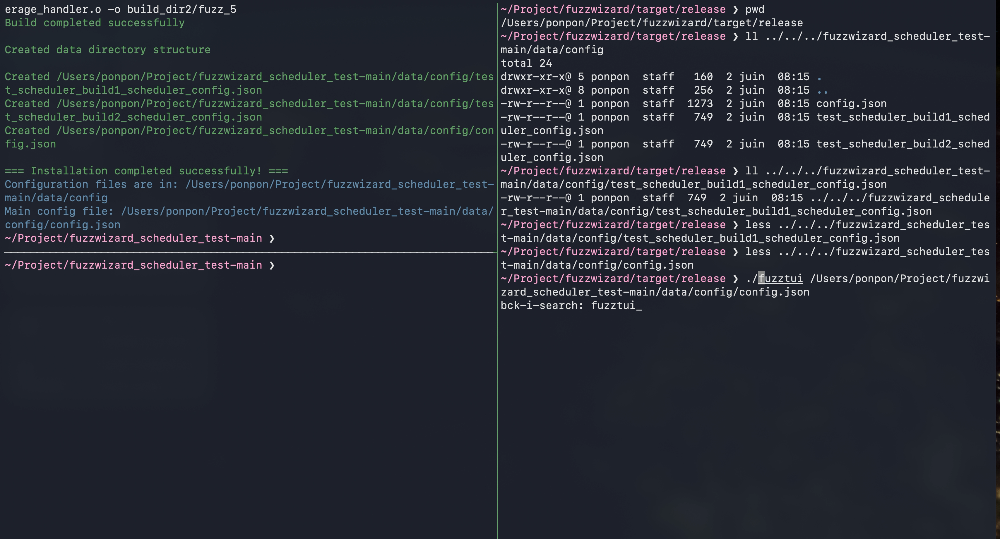 erage_handler.o -o build_dir2/fuzz_5
Build completed successfully
Created data directory structure
Created /Users/ponpon/Project/fuzzwizard_scheduler_test-main/data/config/tes
t_scheduler_build1_scheduler_config.json
Created /Users/ponpon/Project/fuzzwizard_scheduler_test-main/data/config/tes
t_scheduler_build2_scheduler_config.json
Created /Users/ponpon/Project/fuzzwizard_scheduler_test-main/data/config/con
fig.json
=== Installation completed successfully! ===
Configuration files are in: /Users/ponpon/Project/fuzzwizard_scheduler_test-
main/data/config
Main config file: /Users/ponpon/Project/fuzzwizard_scheduler_test-main/data/
config/config.json
~/Project/fuzzwizard_scheduler_test-main ❯
~/Project/fuzzwizard_scheduler_test-main ❯
~/Project/fuzzwizard/target/release ❯ pwd
/Users/ponpon/Project/fuzzwizard/target/release
~/Project/fuzzwizard/target/release ❯ ll ../../../fuzzwizard_scheduler_test-
main/data/config
total 24
drwxr-xr-x@ 5 ponpon  staff   160  2 juin  08:15 .
drwxr-xr-x@ 8 ponpon  staff   256  2 juin  08:15 ..
-rw-r--r--@ 1 ponpon  staff  1273  2 juin  08:15 config.json
-rw-r--r--@ 1 ponpon  staff   749  2 juin  08:15 test_scheduler_build1_sched
uler_config.json
-rw-r--r--@ 1 ponpon  staff   749  2 juin  08:15 test_scheduler_build2_sched
uler_config.json
~/Project/fuzzwizard/target/release ❯ ll ../../../fuzzwizard_scheduler_test-
main/data/config/test_scheduler_build1_scheduler_config.json
-rw-r--r--@ 1 ponpon  staff  749  2 juin  08:15 ../../../fuzzwizard_schedule
r_test-main/data/config/test_scheduler_build1_scheduler_config.json
~/Project/fuzzwizard/target/release ❯ less ../../../fuzzwizard_scheduler_tes
t-main/data/config/test_scheduler_build1_scheduler_config.json
~/Project/fuzzwizard/target/release ❯ less ../../../fuzzwizard_scheduler_tes
t-main/data/config/config.json
~/Project/fuzzwizard/target/release ❯ ./fuzztui /Users/ponpon/Project/fuzzwi
zard_scheduler_test-main/data/config/config.json
bck-i-search: fuzztui_